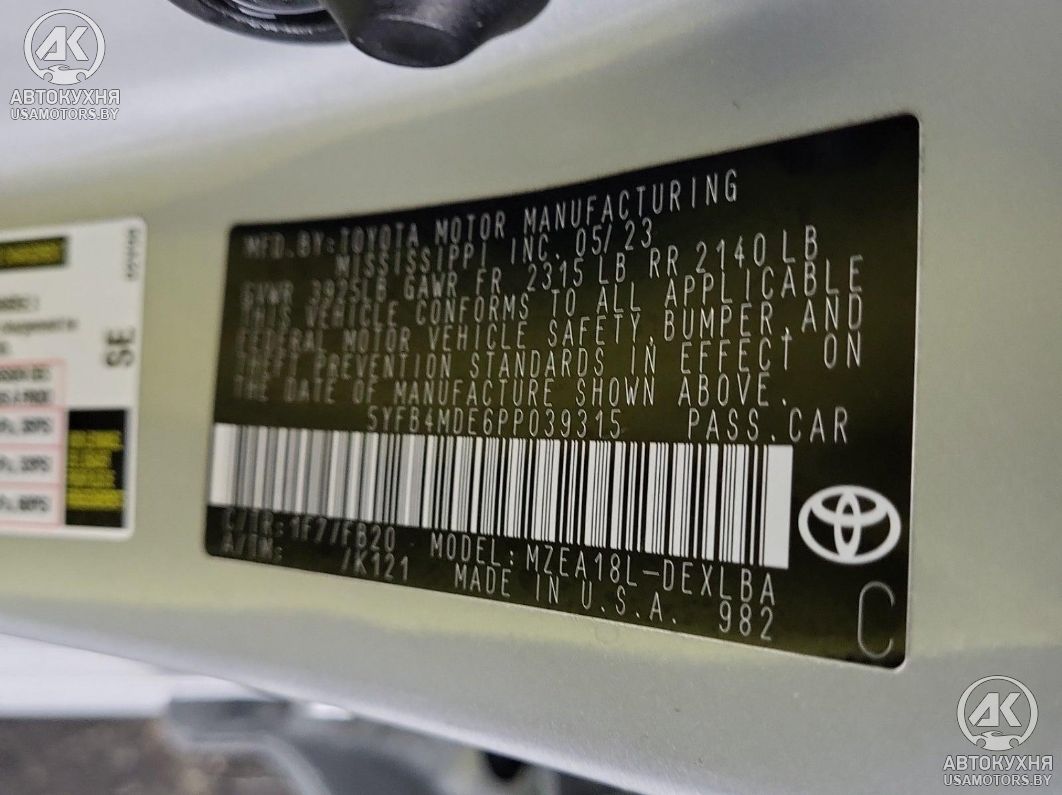 AK
АВТОКУХНЯ
USAMOTORS.BY
SE
MFD.BY:TOYOTA MOTOR MANUFACTURING
MISSISSIPPI INC. 05/23
GVWR 3925LB GAWR FR 2315 LB RR 2140 LB
THIS VEHICLE CONFORMS TO ALL APPLICABLE
FEDERAL MOTOR VEHICLE SAFETY,BUMPER,AND
THEFT PREVENTION STANDARDS IN EFFECT ON
THE DATE OF MANUFACTURE SHOWN ABOVE.
5YFB4MDE6PP039315 PASS.CAR
C/TR:1F7/FB20 MODEL:MZEA18L-DEXLBA
A/TM: /K121 MADE IN U.S.A. 982
C
AK
АВТОКУХНЯ
USAMOTORS.BY